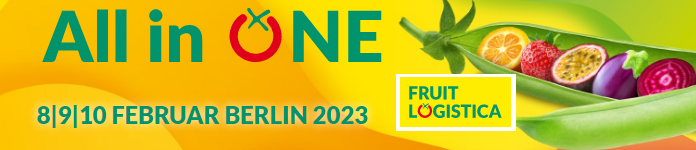 All in ONE
8|9|10 FEBRUAR BERLIN 2023
FRUIT
LOGISTICA